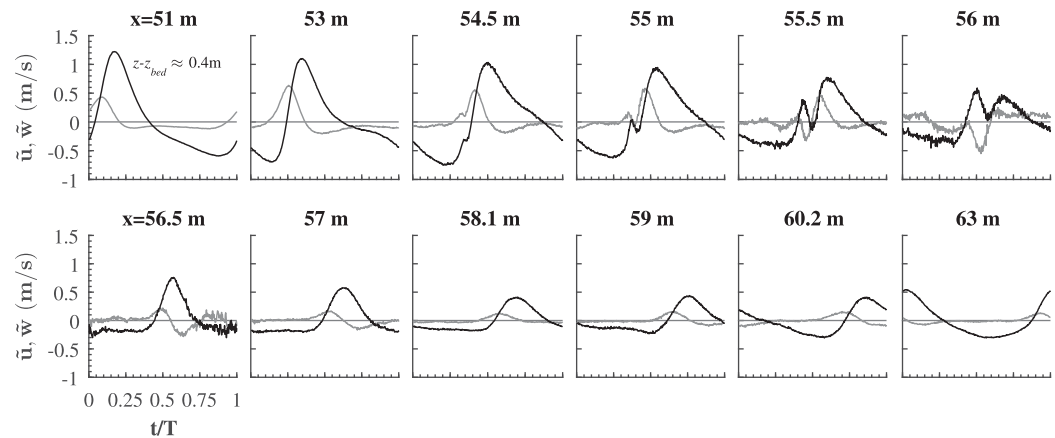 x=51 m 53 m 54.5 m 55 m 55.5 m 56 m
1.5
z-z_bed ≈ 0.4m
1
0.5
0
-0.5
-1
ũ, w̃ (m/s)
x=56.5 m 57 m 58.1 m 59 m 60.2 m 63 m
1.5
1
0.5
0
-0.5
-1
ũ, w̃ (m/s)
0 0.25 0.5 0.75 1
t/T